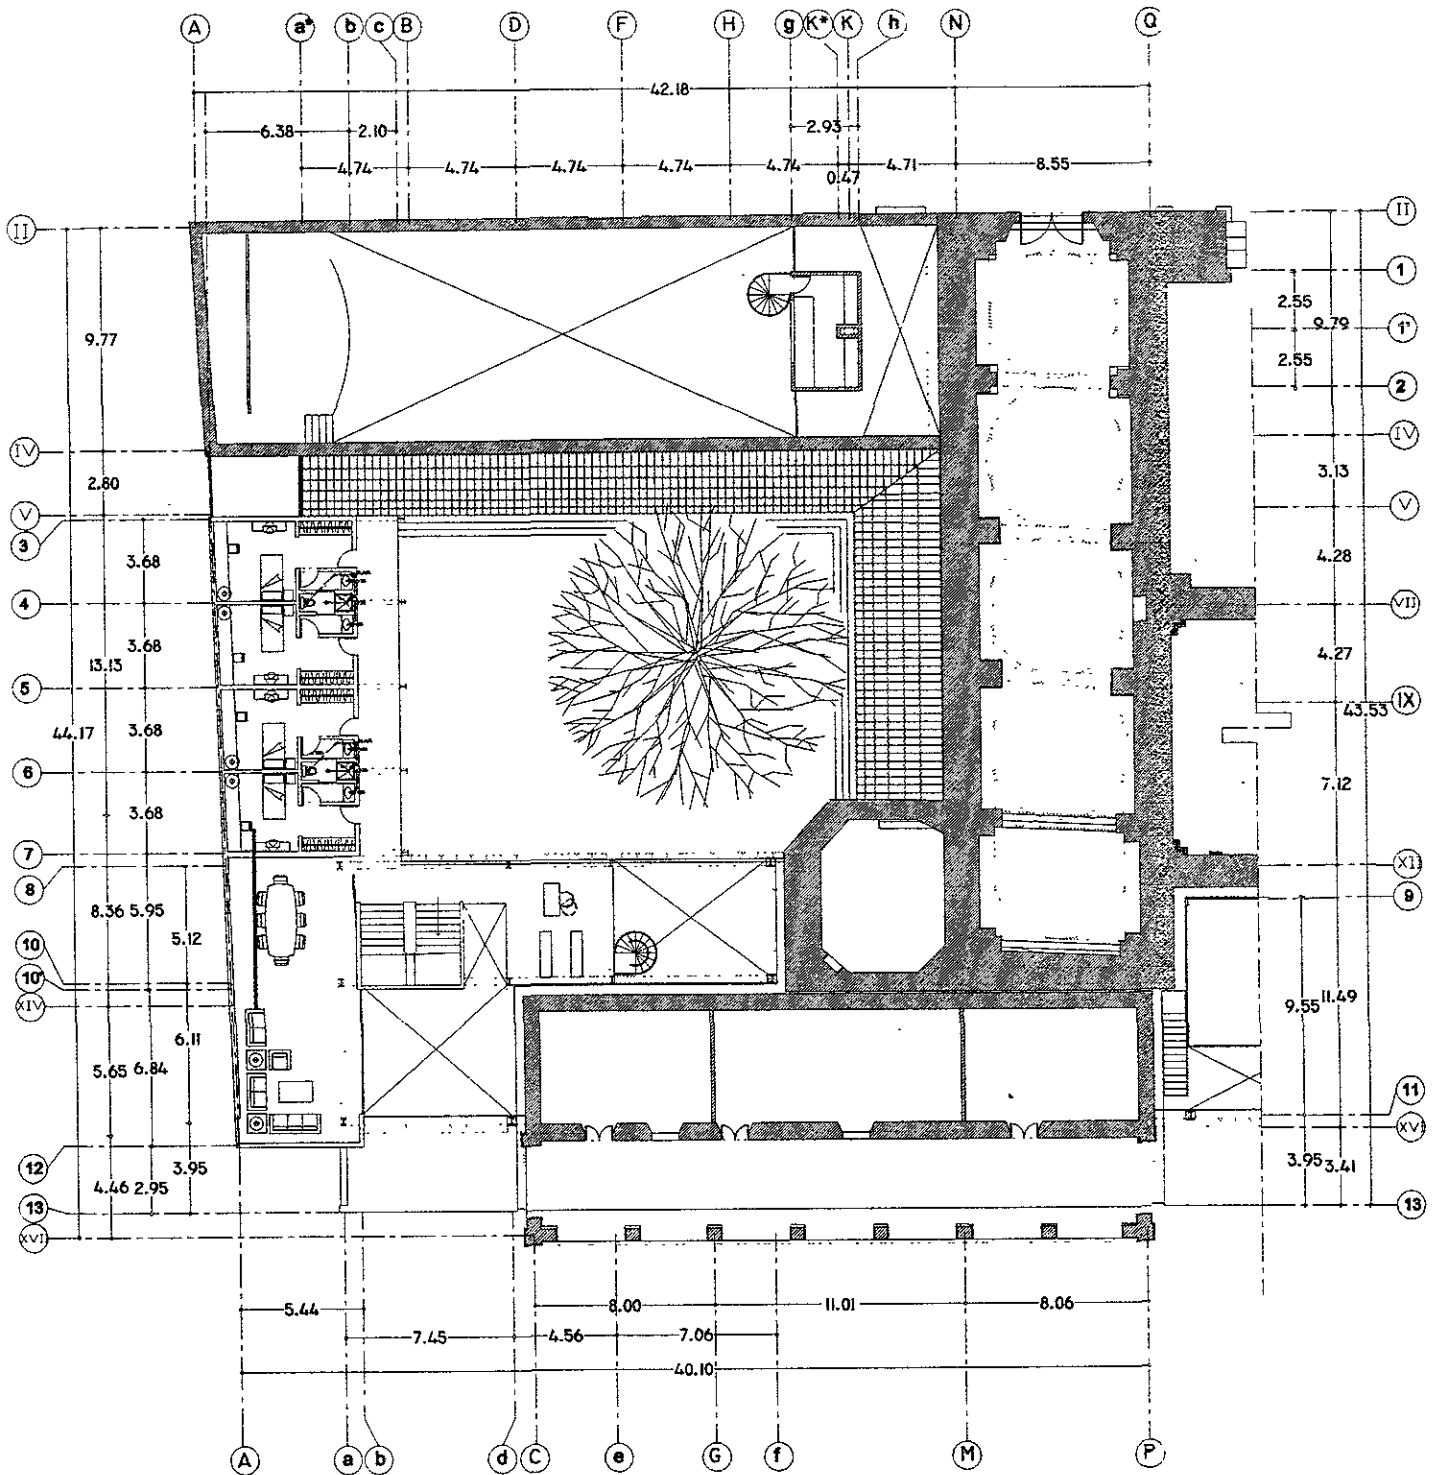 A a* b c B D F H g K* K h N Q
42.18
6.38 2.10 2.93
4.74 4.74 4.74 4.74 4.74 0.47 4.71 8.55
II II
1
2.55
9.79
1'
9.77
2.55
2
IV IV
2.80 3.13
V V
3
3.68 4.28
4 VII
3.68 4.27
13.13
5 IX
44.17 3.68 43.53
6
3.68 7.12
7
XII
8
9
8.36 5.95 5.12
10
10'
XIV
9.55 11.49
6.11
5.65 6.84
11
XV
12
3.95 3.95 3.41
4.46 2.95
13 13
XVI
5.44 8.00 11.01 8.06
7.45 4.56 7.06
40.10
A a b d C e G f M P